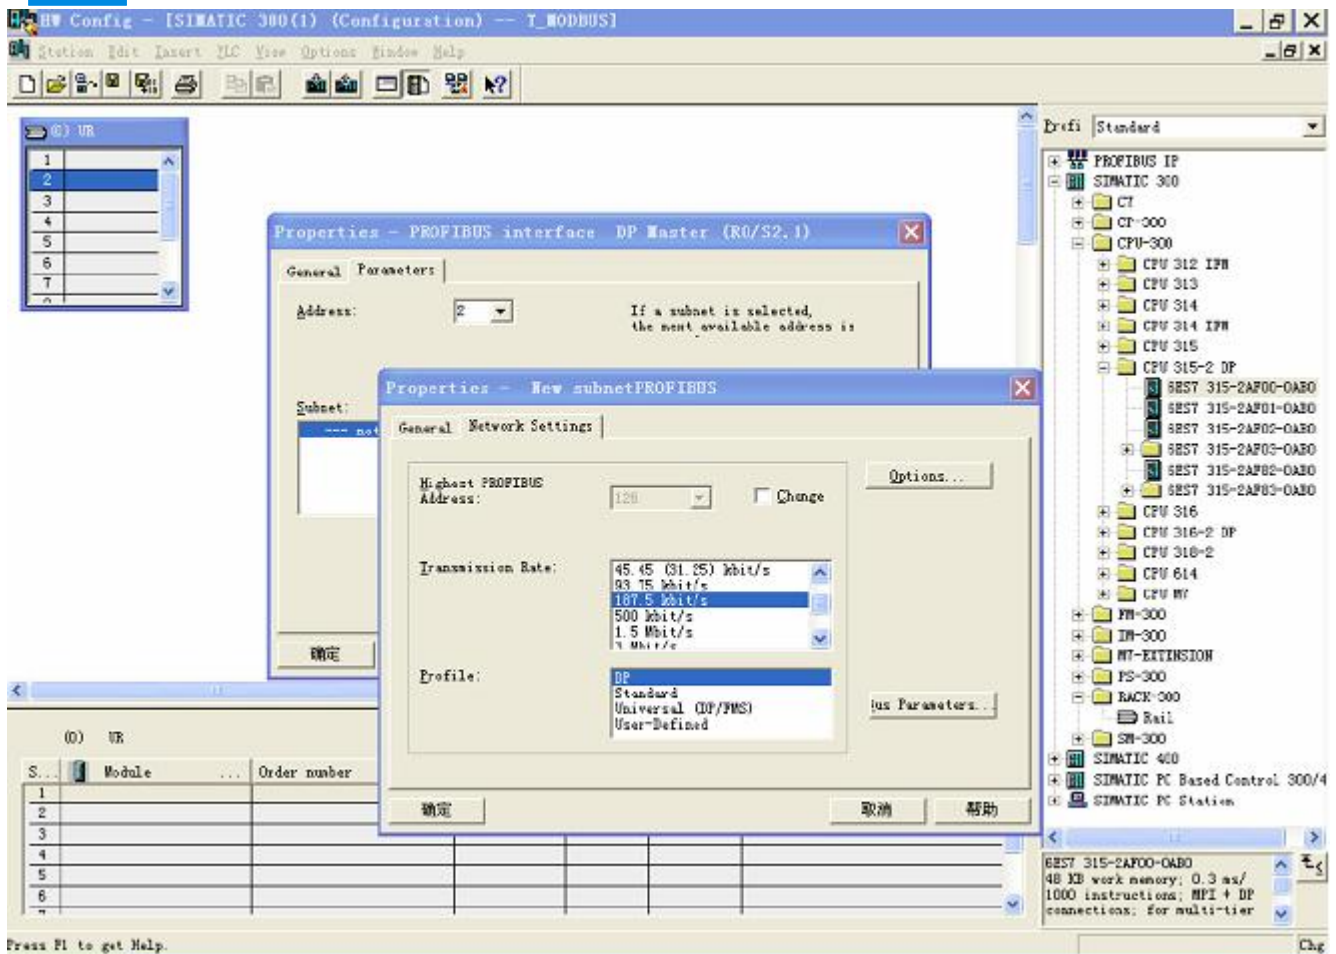 HW Config - [SIMATIC 300(1) (Configuration) -- T_MODBUS]
Station Edit Insert PLC View Options Window Help
(0) UR
1
2
3
4
5
6
7
Properties - PROFIBUS interface DP Master (R0/S2.1)
General Parameters
Address: 2
If a subnet is selected,
the next available address is
Subnet:
--- not
确定
Properties - New subnetPROFIBUS
General Network Settings
Highest PROFIBUS
Address: 126 Change
Options...
Transmission Rate:
45.45 (31.25) kbit/s
93.75 kbit/s
187.5 kbit/s
500 kbit/s
1.5 Mbit/s
3 Mbit/s
Profile:
DP
Standard
Universal (DP/FMS)
User-Defined
us Parameters...
确定 取消 帮助
Profi Standard
PROFIBUS IP
SIMATIC 300
C7
CP-300
CPU-300
CPU 312 IFM
CPU 313
CPU 314
CPU 314 IFM
CPU 315
CPU 315-2 DP
6ES7 315-2AF00-0AB0
6ES7 315-2AF01-0AB0
6ES7 315-2AF02-0AB0
6ES7 315-2AF03-0AB0
6ES7 315-2AF82-0AB0
6ES7 315-2AF83-0AB0
CPU 316
CPU 316-2 DP
CPU 318-2
CPU 614
CPU M7
FM-300
IM-300
M7-EXTENSION
PS-300
RACK-300
Rail
SM-300
SIMATIC 400
SIMATIC PC Based Control 300/4
SIMATIC PC Station
6ES7 315-2AF00-0AB0
48 KB work memory; 0.3 ms/
1000 instructions; MPI + DP
connections; for multi-tier
(0) UR
S... Module ... Order number
1
2
3
4
5
6
Press F1 to get Help.
Chg